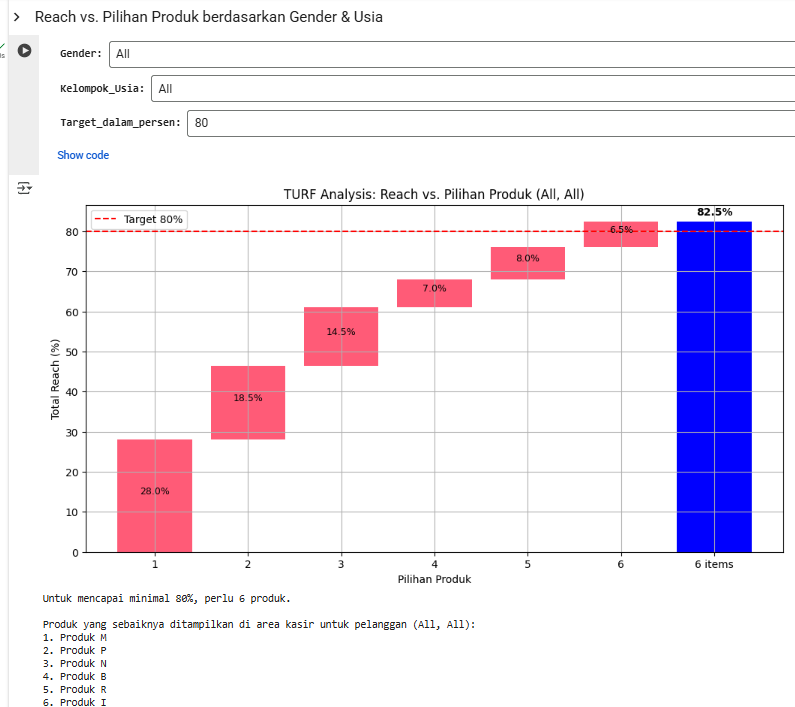 Reach vs. Pilihan Produk berdasarkan Gender & Usia
Gender: All
Kelompok_Usia: All
Target_dalam_persen: 80
Show code
TURF Analysis: Reach vs. Pilihan Produk (All, All)
Target 80%
82.5%
6.5%
8.0%
7.0%
14.5%
18.5%
28.0%
Total Reach (%)
80
70
60
50
40
30
20
10
0
1 2 3 4 5 6 6 items
Pilihan Produk
Untuk mencapai minimal 80%, perlu 6 produk.
Produk yang sebaiknya ditampilkan di area kasir untuk pelanggan (All, All):
1. Produk M
2. Produk P
3. Produk N
4. Produk B
5. Produk R
6. Produk I